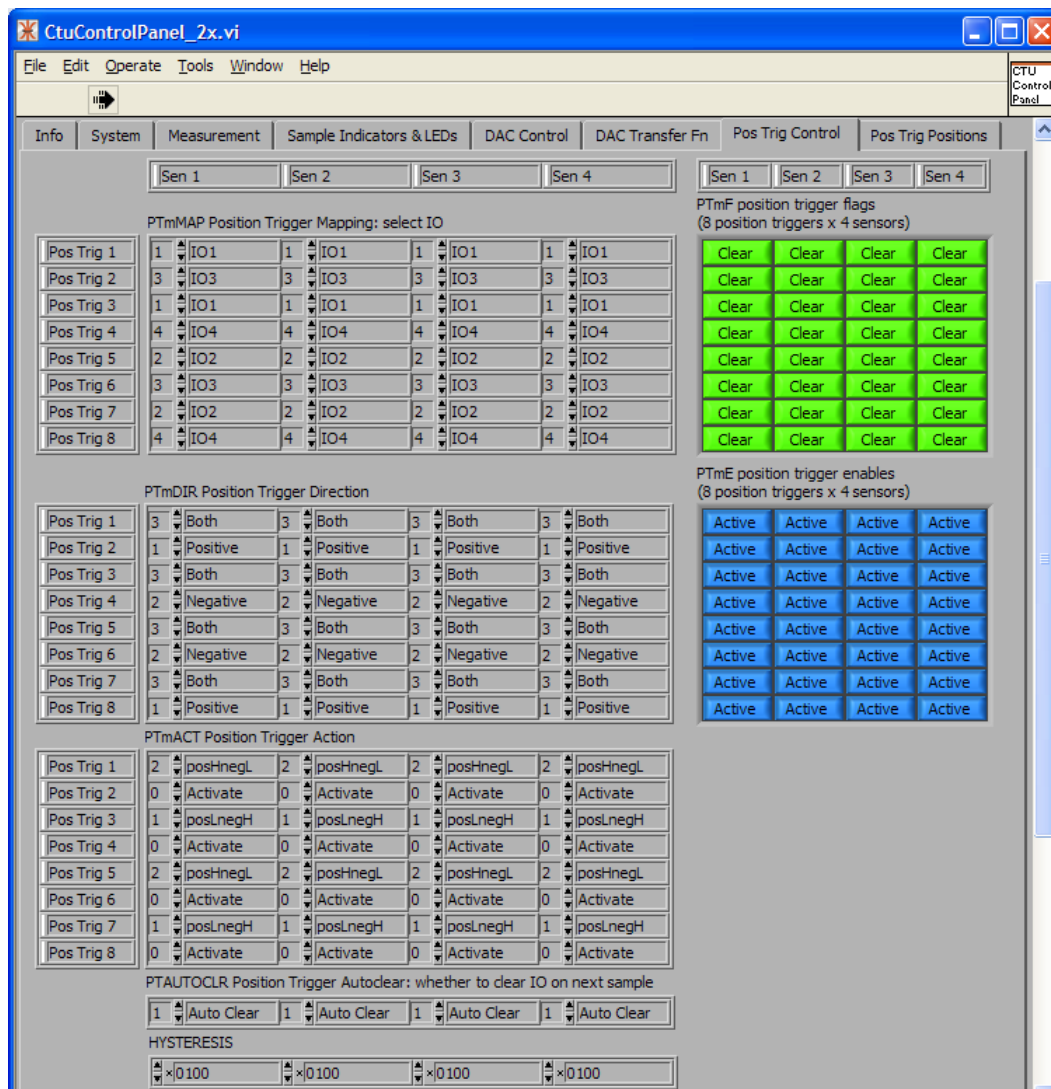 CtuControlPanel_2x.vi
File Edit Operate Tools Window Help
CTU
Control
Panel
Info System Measurement Sample Indicators & LEDs DAC Control DAC Transfer Fn Pos Trig Control Pos Trig Positions
Sen 1 Sen 2 Sen 3 Sen 4 Sen 1 Sen 2 Sen 3 Sen 4
PTmMAP Position Trigger Mapping: select IO
PTmF position trigger flags
(8 position triggers x 4 sensors)
Pos Trig 1 1 IO1 1 IO1 1 IO1 1 IO1 Clear Clear Clear Clear
Pos Trig 2 3 IO3 3 IO3 3 IO3 3 IO3 Clear Clear Clear Clear
Pos Trig 3 1 IO1 1 IO1 1 IO1 1 IO1 Clear Clear Clear Clear
Pos Trig 4 4 IO4 4 IO4 4 IO4 4 IO4 Clear Clear Clear Clear
Pos Trig 5 2 IO2 2 IO2 2 IO2 2 IO2 Clear Clear Clear Clear
Pos Trig 6 3 IO3 3 IO3 3 IO3 3 IO3 Clear Clear Clear Clear
Pos Trig 7 2 IO2 2 IO2 2 IO2 2 IO2 Clear Clear Clear Clear
Pos Trig 8 4 IO4 4 IO4 4 IO4 4 IO4 Clear Clear Clear Clear
PTmDIR Position Trigger Direction
PTmE position trigger enables
(8 position triggers x 4 sensors)
Pos Trig 1 3 Both 3 Both 3 Both 3 Both Active Active Active Active
Pos Trig 2 1 Positive 1 Positive 1 Positive 1 Positive Active Active Active Active
Pos Trig 3 3 Both 3 Both 3 Both 3 Both Active Active Active Active
Pos Trig 4 2 Negative 2 Negative 2 Negative 2 Negative Active Active Active Active
Pos Trig 5 3 Both 3 Both 3 Both 3 Both Active Active Active Active
Pos Trig 6 2 Negative 2 Negative 2 Negative 2 Negative Active Active Active Active
Pos Trig 7 3 Both 3 Both 3 Both 3 Both Active Active Active Active
Pos Trig 8 1 Positive 1 Positive 1 Positive 1 Positive Active Active Active Active
PTmACT Position Trigger Action
Pos Trig 1 2 posHnegL 2 posHnegL 2 posHnegL 2 posHnegL
Pos Trig 2 0 Activate 0 Activate 0 Activate 0 Activate
Pos Trig 3 1 posLnegH 1 posLnegH 1 posLnegH 1 posLnegH
Pos Trig 4 0 Activate 0 Activate 0 Activate 0 Activate
Pos Trig 5 2 posHnegL 2 posHnegL 2 posHnegL 2 posHnegL
Pos Trig 6 0 Activate 0 Activate 0 Activate 0 Activate
Pos Trig 7 1 posLnegH 1 posLnegH 1 posLnegH 1 posLnegH
Pos Trig 8 0 Activate 0 Activate 0 Activate 0 Activate
PTAUTOCLR Position Trigger Autoclear: whether to clear IO on next sample
1 Auto Clear 1 Auto Clear 1 Auto Clear 1 Auto Clear
HYSTERESIS
×0100 ×0100 ×0100 ×0100